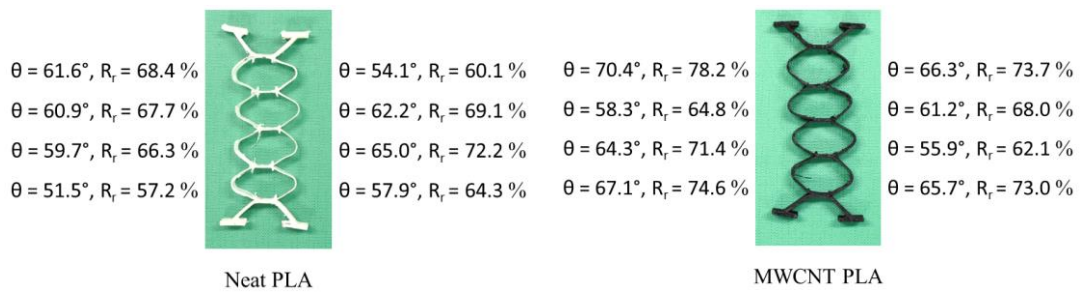 θ = 61.6°, Rᵣ = 68.4 %
θ = 60.9°, Rᵣ = 67.7 %
θ = 59.7°, Rᵣ = 66.3 %
θ = 51.5°, Rᵣ = 57.2 %
θ = 54.1°, Rᵣ = 60.1 %
θ = 62.2°, Rᵣ = 69.1 %
θ = 65.0°, Rᵣ = 72.2 %
θ = 57.9°, Rᵣ = 64.3 %
Neat PLA
θ = 70.4°, Rᵣ = 78.2 %
θ = 58.3°, Rᵣ = 64.8 %
θ = 64.3°, Rᵣ = 71.4 %
θ = 67.1°, Rᵣ = 74.6 %
θ = 66.3°, Rᵣ = 73.7 %
θ = 61.2°, Rᵣ = 68.0 %
θ = 55.9°, Rᵣ = 62.1 %
θ = 65.7°, Rᵣ = 73.0 %
MWCNT PLA